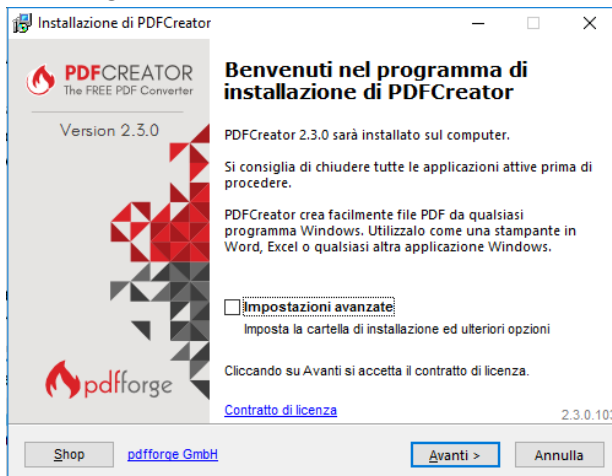 Installazione di PDFCreator
PDFCREATOR
The FREE PDF Converter
Version 2.3.0
pdfforge
Benvenuti nel programma di
installazione di PDFCreator
PDFCreator 2.3.0 sarà installato sul computer.
Si consiglia di chiudere tutte le applicazioni attive prima di
procedere.
PDFCreator crea facilmente file PDF da qualsiasi
programma Windows. Utilizzalo come una stampante in
Word, Excel o qualsiasi altra applicazione Windows.
Impostazioni avanzate
Imposta la cartella di installazione ed ulteriori opzioni
Cliccando su Avanti si accetta il contratto di licenza.
Contratto di licenza
2.3.0.103
Shop
pdfforge GmbH
Avanti >
Annulla